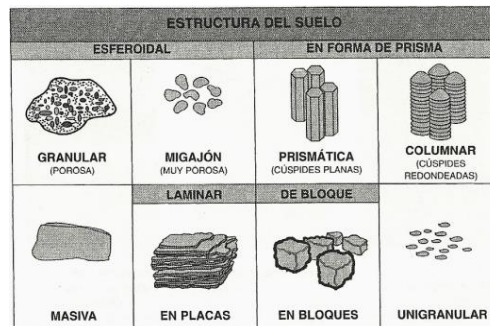 ESTRUCTURA DEL SUELO
ESFEROIDAL
EN FORMA DE PRISMA
GRANULAR
(POROSA)
MIGAJÓN
(MUY POROSA)
PRISMÁTICA
(CÚSPIDES PLANAS)
COLUMNAR
(CÚSPIDES
REDONDEADAS)
LAMINAR
DE BLOQUE
MASIVA
EN PLACAS
EN BLOQUES
UNIGRANULAR